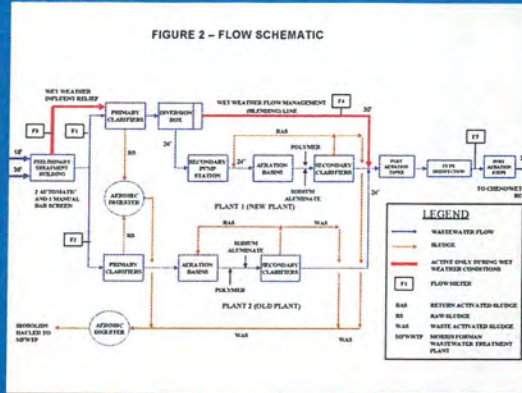 FIGURE 2 – FLOW SCHEMATIC
WET WEATHER
INFLUENT RELIEF
PRIMARY
CLARIFIERS
DIVERSION
BOX
WET WEATHER FLOW MANAGEMENT
(BLENDING) LINE
F4
30"
F3
F1
18"
30"
PRELIMINARY
TREATMENT
BUILDING
2 AUTOMATIC
AND 1 MANUAL
BAR SCREEN
RS
24"
SECONDARY
PUMP
STATION
24"
RAS
POLYMER
AERATION
BASINS
SECONDARY
CLARIFIERS
SODIUM
ALUMINATE
24"
POST
AERATION
TANKS
F5
AERATION
STEPS
TO CHENOWETH
AEROBIC
DIGESTER
PLANT 1 (NEW PLANT)
RS
F2
RAS
WAS
SODIUM
ALUMINATE
PRIMARY
CLARIFIERS
AERATION
BASINS
SECONDARY
CLARIFIERS
POLYMER
PLANT 2 (OLD PLANT)
BIOSOLIDS
HAULED TO
MFWTP
AEROBIC
DIGESTER
WAS
WAS
WAS
LEGEND
WASTEWATER FLOW
SLUDGE
ACTIVE ONLY DURING WET
WEATHER CONDITIONS
F1 FLOW METER
RAS RETURN ACTIVATED SLUDGE
RS RAW SLUDGE
WAS WASTE ACTIVATED SLUDGE
MFWWTP MORRIS FORMAN
WASTEWATER TREATMENT
PLANT